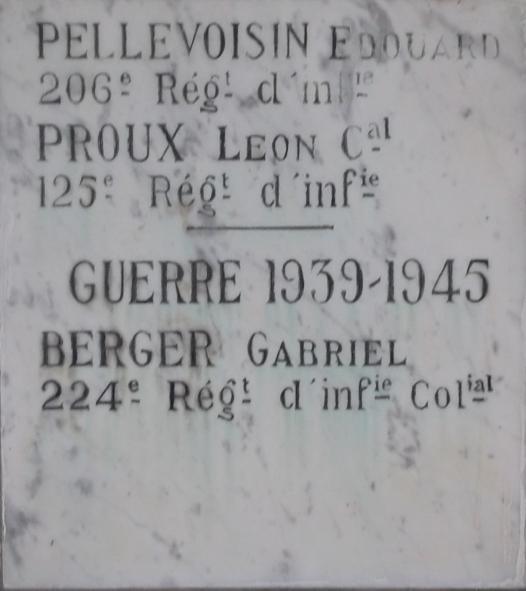 PELLEVOISIN EDOUARD
206e Régt d'infie
PROUX LEON Cal
125e Régt d'infie
GUERRE 1939-1945
BERGER GABRIEL
224e Régt d'infie Colial